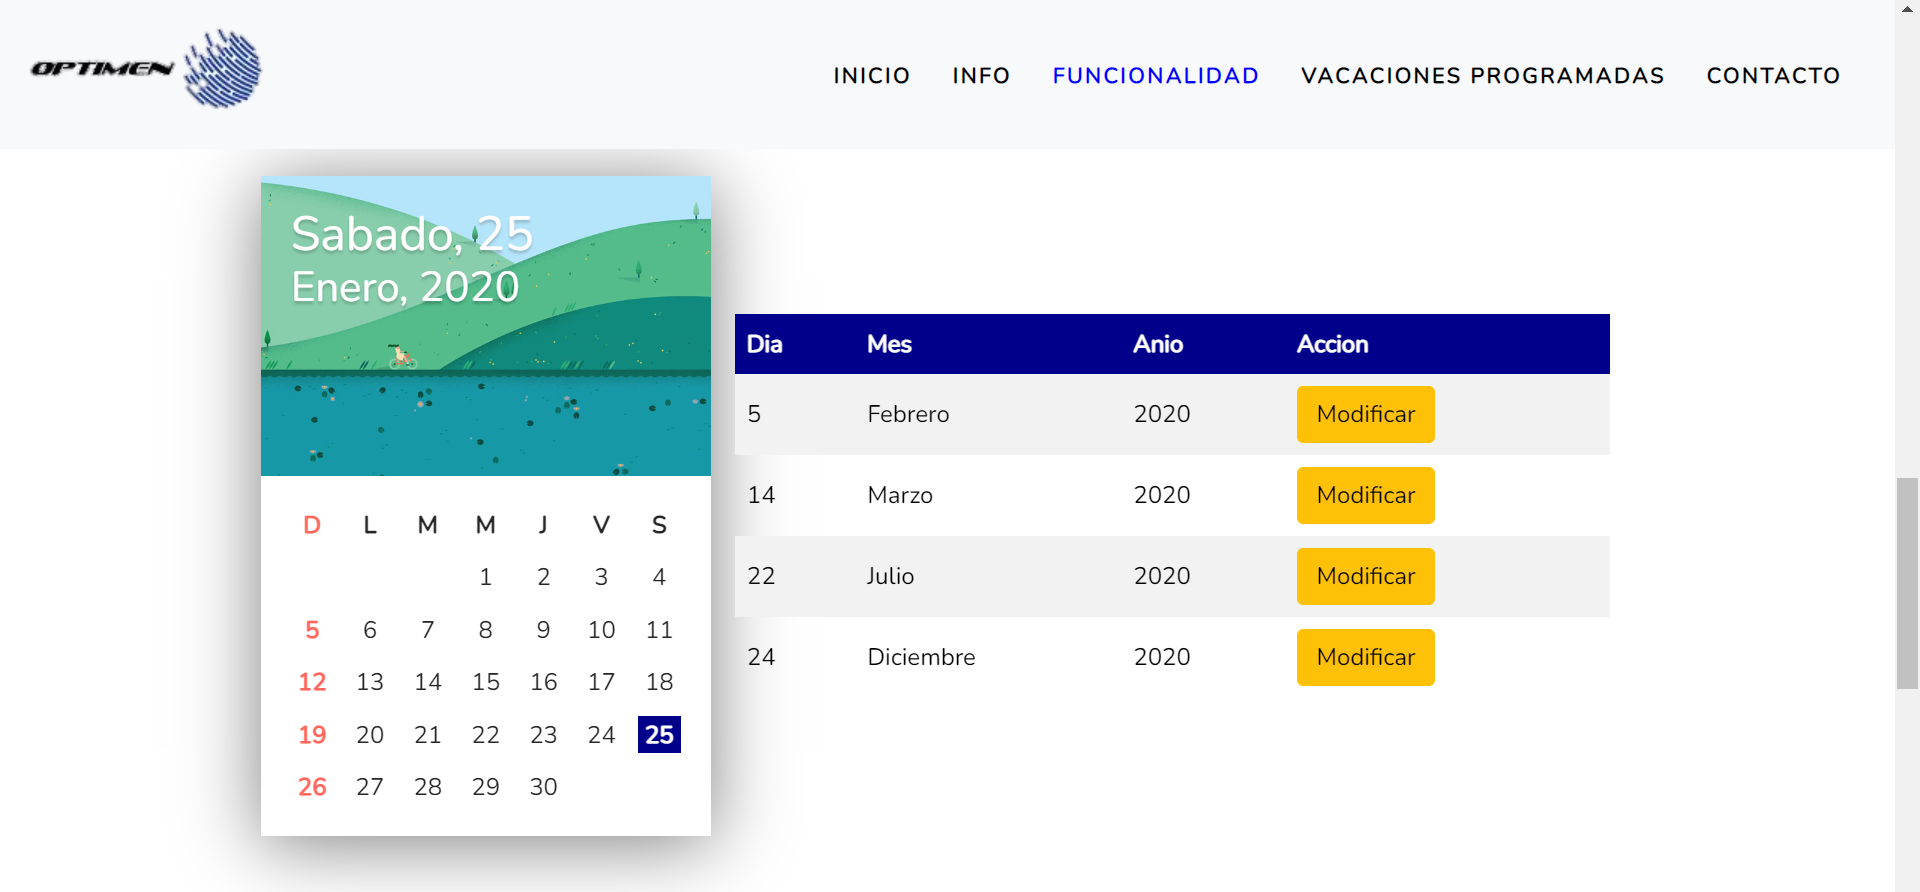 OPTIMEN
INICIO INFO FUNCIONALIDAD VACACIONES PROGRAMADAS CONTACTO
Sabado, 25
Enero, 2020
D L M M J V S
1 2 3 4
5 6 7 8 9 10 11
12 13 14 15 16 17 18
19 20 21 22 23 24 25
26 27 28 29 30
Dia Mes Anio Accion
5 Febrero 2020 Modificar
14 Marzo 2020 Modificar
22 Julio 2020 Modificar
24 Diciembre 2020 Modificar